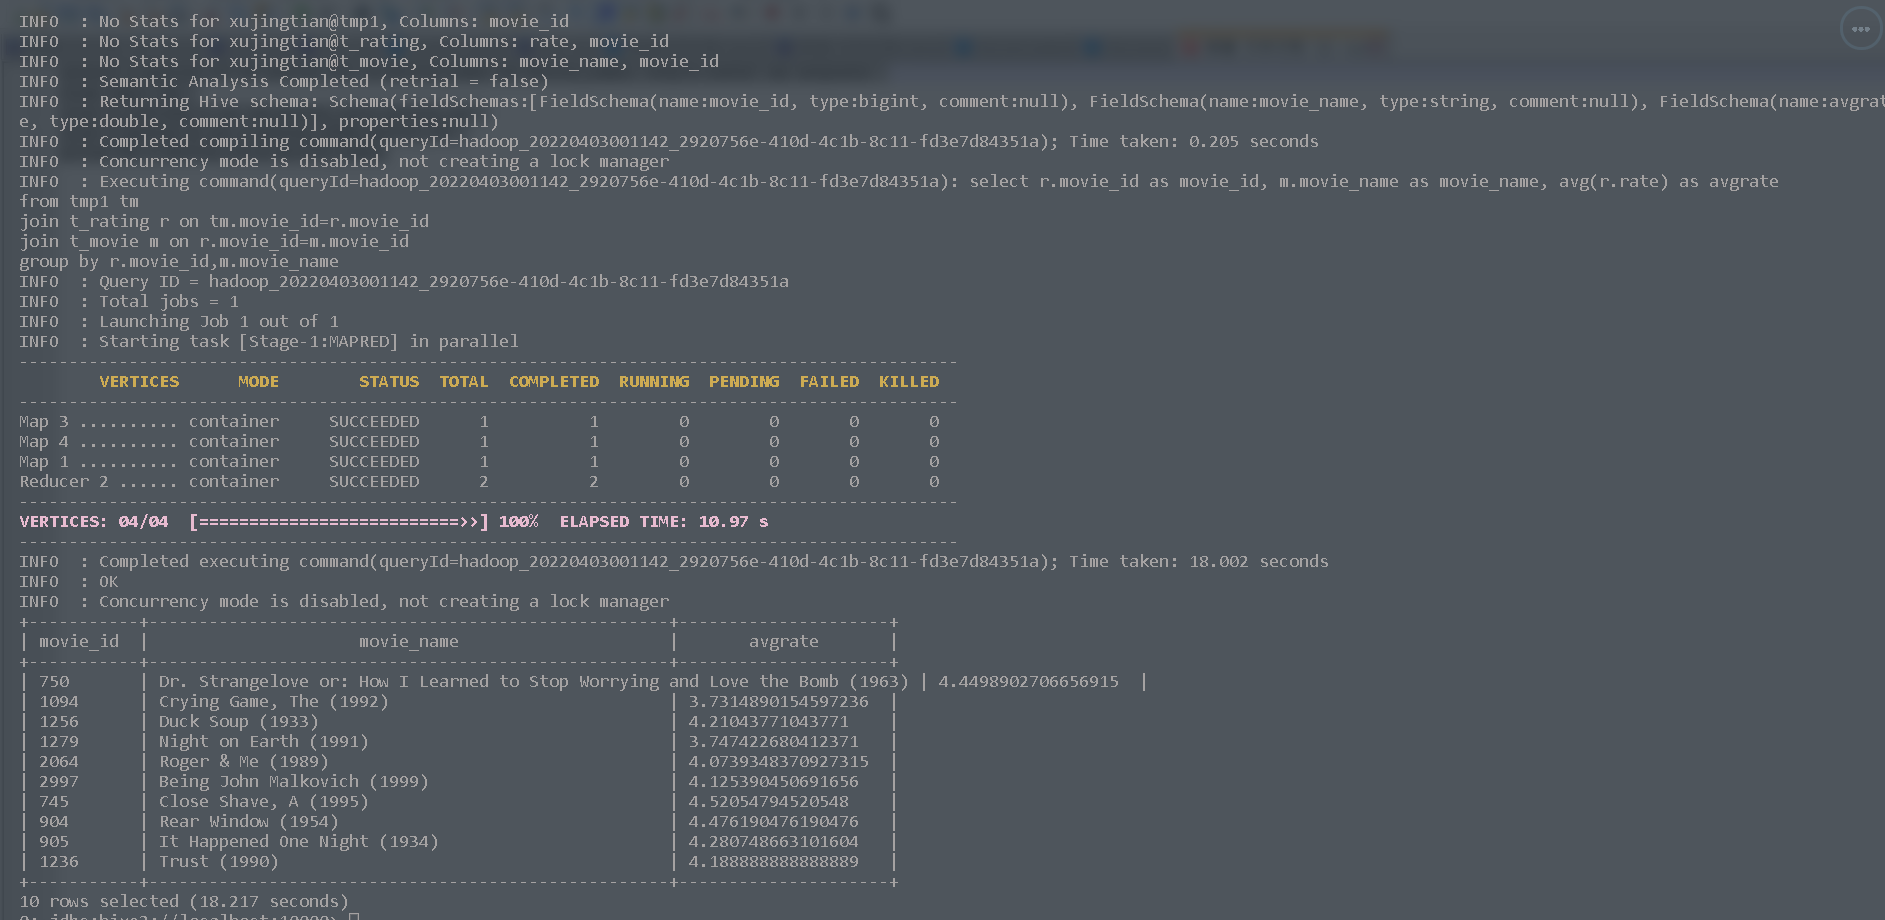 INFO  : No Stats for xujingtian@tmp1, Columns: movie_id
INFO  : No Stats for xujingtian@t_rating, Columns: rate, movie_id
INFO  : No Stats for xujingtian@t_movie, Columns: movie_name, movie_id
INFO  : Semantic Analysis Completed (retrial = false)
INFO  : Returning Hive schema: Schema(fieldSchemas:[FieldSchema(name:movie_id, type:bigint, comment:null), FieldSchema(name:movie_name, type:string, comment:null), FieldSchema(name:avgrat
e, type:double, comment:null)], properties:null)
INFO  : Completed compiling command(queryId=hadoop_20220403001142_2920756e-410d-4c1b-8c11-fd3e7d84351a); Time taken: 0.205 seconds
INFO  : Concurrency mode is disabled, not creating a lock manager
INFO  : Executing command(queryId=hadoop_20220403001142_2920756e-410d-4c1b-8c11-fd3e7d84351a): select r.movie_id as movie_id, m.movie_name as movie_name, avg(r.rate) as avgrate
from tmp1 tm
join t_rating r on tm.movie_id=r.movie_id
join t_movie m on r.movie_id=m.movie_id
group by r.movie_id,m.movie_name
INFO  : Query ID = hadoop_20220403001142_2920756e-410d-4c1b-8c11-fd3e7d84351a
INFO  : Total jobs = 1
INFO  : Launching Job 1 out of 1
INFO  : Starting task [Stage-1:MAPRED] in parallel
----------------------------------------------------------------------------------------------
        VERTICES      MODE        STATUS  TOTAL  COMPLETED  RUNNING  PENDING  FAILED  KILLED
----------------------------------------------------------------------------------------------
Map 3 .......... container     SUCCEEDED      1          1        0        0       0       0
Map 4 .......... container     SUCCEEDED      1          1        0        0       0       0
Map 1 .......... container     SUCCEEDED      1          1        0        0       0       0
Reducer 2 ...... container     SUCCEEDED      2          2        0        0       0       0
----------------------------------------------------------------------------------------------
VERTICES: 04/04  [==========================>>] 100%  ELAPSED TIME: 10.97 s
----------------------------------------------------------------------------------------------
INFO  : Completed executing command(queryId=hadoop_20220403001142_2920756e-410d-4c1b-8c11-fd3e7d84351a); Time taken: 18.002 seconds
INFO  : OK
INFO  : Concurrency mode is disabled, not creating a lock manager
+-----------+----------------------------------------------------+---------------------+
| movie_id  |                     movie_name                     |       avgrate       |
+-----------+----------------------------------------------------+---------------------+
| 750       | Dr. Strangelove or: How I Learned to Stop Worrying and Love the Bomb (1963) | 4.4498902706656915  |
| 1094      | Crying Game, The (1992)                            | 3.7314890154597236  |
| 1256      | Duck Soup (1933)                                   | 4.21043771043771    |
| 1279      | Night on Earth (1991)                              | 3.747422680412371   |
| 2064      | Roger & Me (1989)                                  | 4.0739348370927315  |
| 2997      | Being John Malkovich (1999)                        | 4.125390450691656   |
| 745       | Close Shave, A (1995)                              | 4.52054794520548    |
| 904       | Rear Window (1954)                                 | 4.476190476190476   |
| 905       | It Happened One Night (1934)                       | 4.280748663101604   |
| 1236      | Trust (1990)                                       | 4.188888888888889   |
+-----------+----------------------------------------------------+---------------------+
10 rows selected (18.217 seconds)
0: jdbc:hive2://localhost:10000>